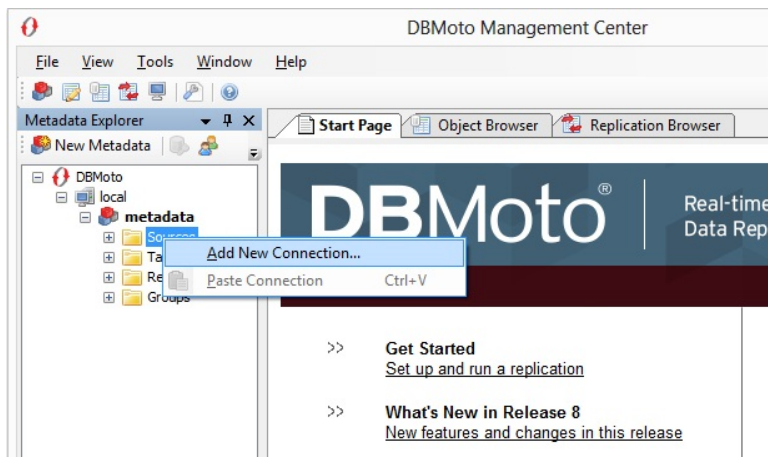 DBMoto Management Center
File View Tools Window Help
Metadata Explorer
Start Page Object Browser Replication Browser
New Metadata
DBMoto
local
metadata
Sources
Add New Connection...
Paste Connection Ctrl+V
Groups
DBMoto®
Real-time
Data Rep
>> Get Started
Set up and run a replication
>> What's New in Release 8
New features and changes in this release